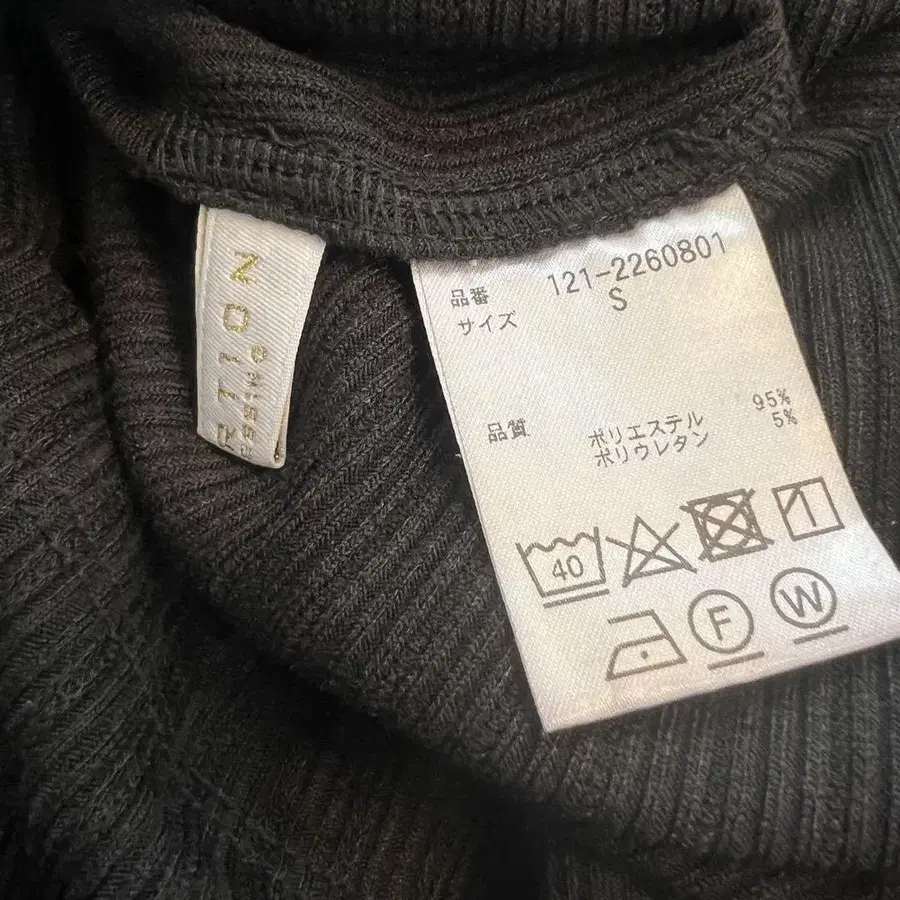 NOIR
品番 121-2260801
サイズ S
品質 ポリエステル 95%
ポリウレタン 5%
40
F
W